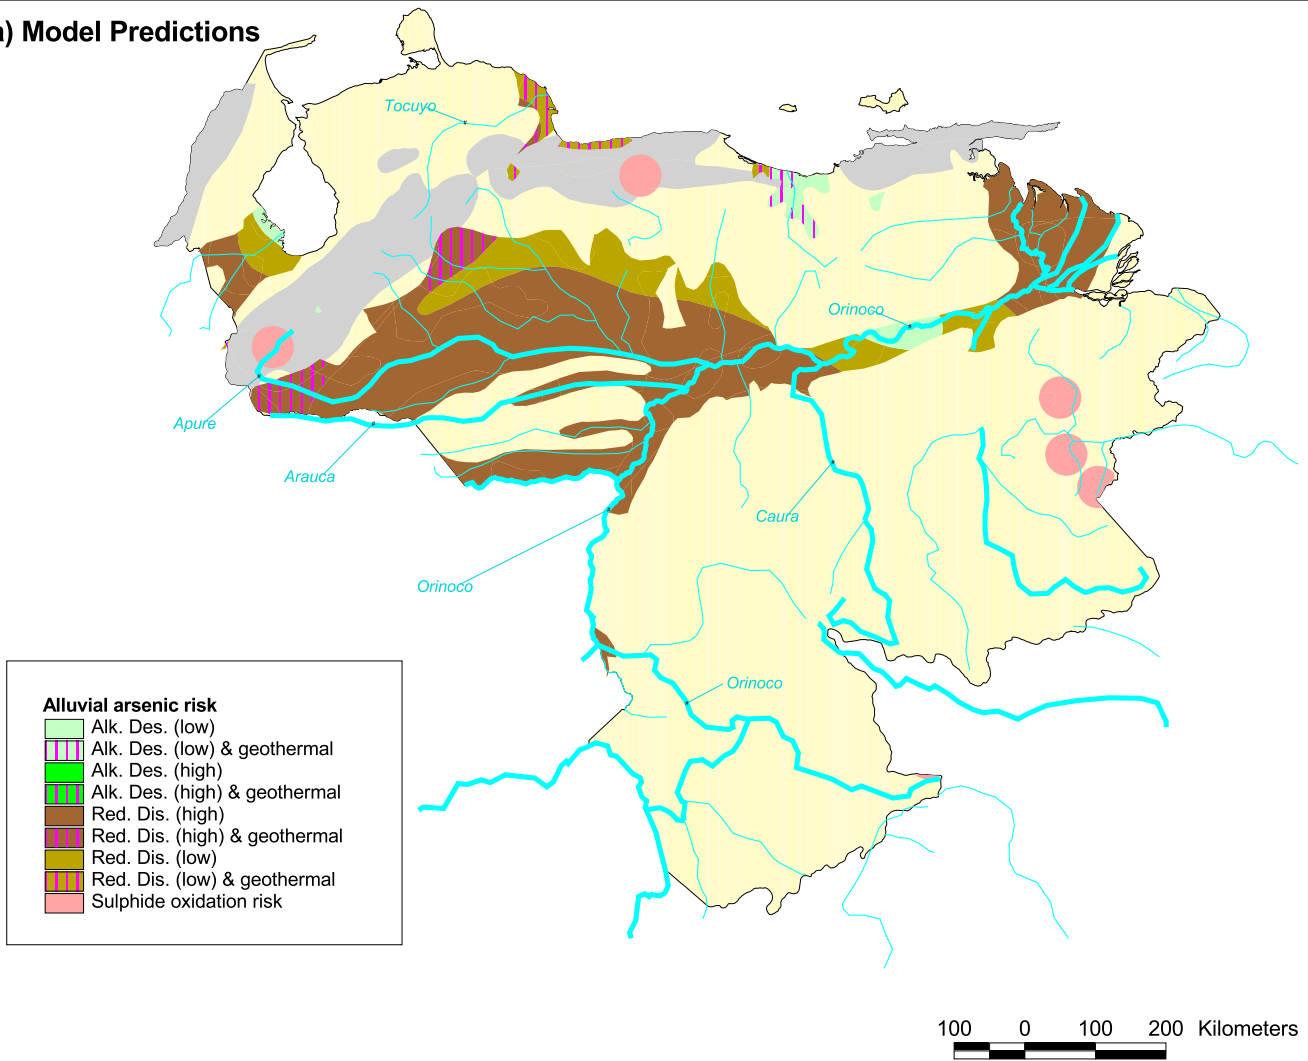 a) Model Predictions
Tocuyo
Orinoco
Apure
Arauca
Caura
Orinoco
Orinoco
Alluvial arsenic risk
Alk. Des. (low)
Alk. Des. (low) & geothermal
Alk. Des. (high)
Alk. Des. (high) & geothermal
Red. Dis. (high)
Red. Dis. (high) & geothermal
Red. Dis. (low)
Red. Dis. (low) & geothermal
Sulphide oxidation risk
100 0 100 200 Kilometers